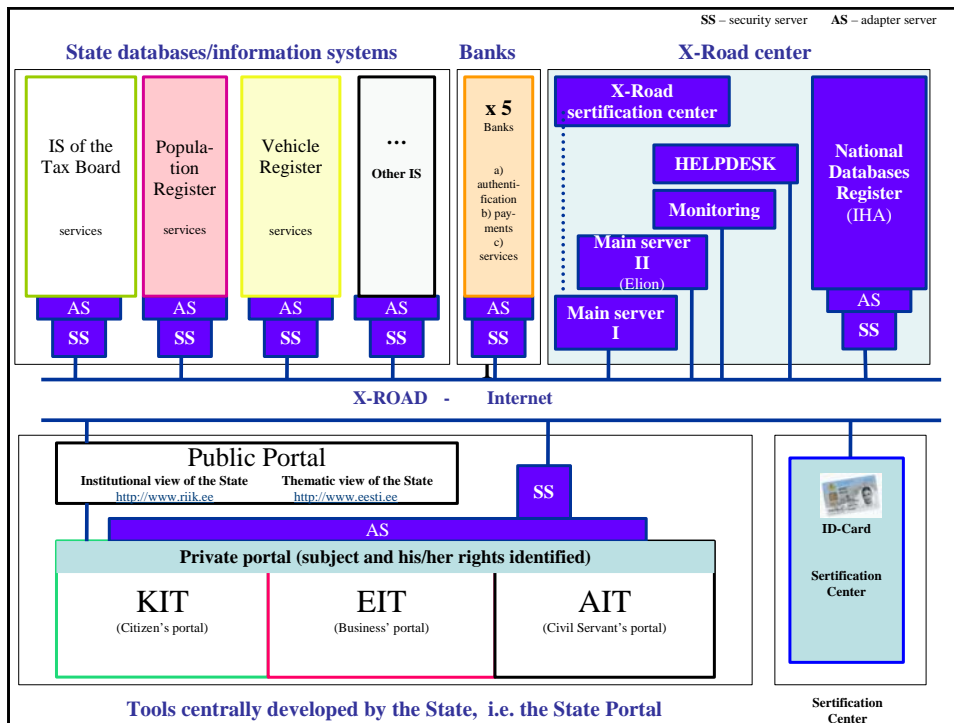 SS – security server AS – adapter server
State databases/information systems
Banks
X-Road center
IS of the
Tax Board
services
Popula-
tion
Register
services
Vehicle
Register
services
...
Other IS
x 5
Banks
a)
authenti-
fication
b) pay-
ments
c)
services
X-Road
sertification center
HELPDESK
Monitoring
Main server
II
(Elion)
Main server
I
National
Databases
Register
(IHA)
AS
SS
AS
SS
AS
SS
AS
SS
AS
SS
AS
SS
X-ROAD - Internet
Public Portal
Institutional view of the State
http://www.riik.ee
Thematic view of the State
http://www.eesti.ee
SS
AS
Private portal (subject and his/her rights identified)
KIT
(Citizen's portal)
EIT
(Business' portal)
AIT
(Civil Servant's portal)
ID-Card
Sertification
Center
Tools centrally developed by the State, i.e. the State Portal
Sertification
Center